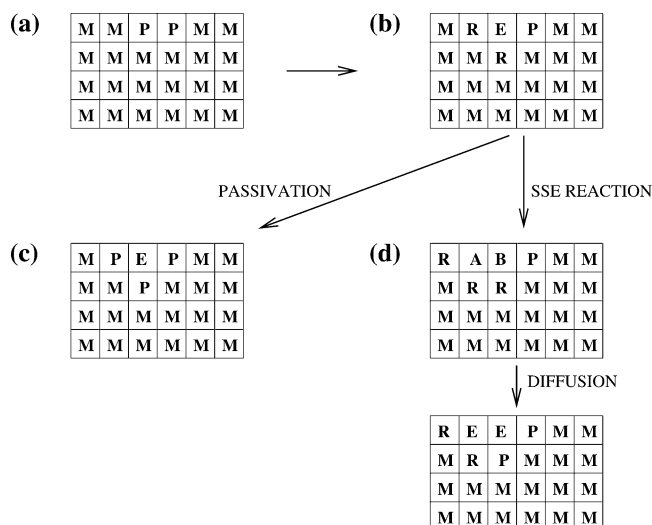 (a)
M M P P M M
M M M M M M
M M M M M M
M M M M M M
(b)
M R E P M M
M M R M M M
M M M M M M
M M M M M M
PASSIVATION
SSE REACTION
(c)
M P E P M M
M M P M M M
M M M M M M
M M M M M M
(d)
R A B P M M
M R R M M M
M M M M M M
M M M M M M
DIFFUSION
R E E P M M
M R P M M M
M M M M M M
M M M M M M